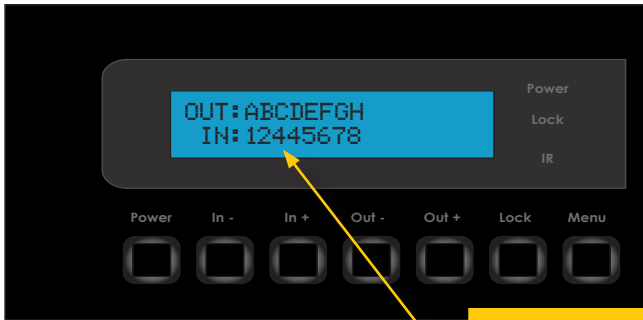 OUT:ABCDEFGH
IN:12445678
Power
Lock
IR
Power In - In + Out - Out + Lock Menu